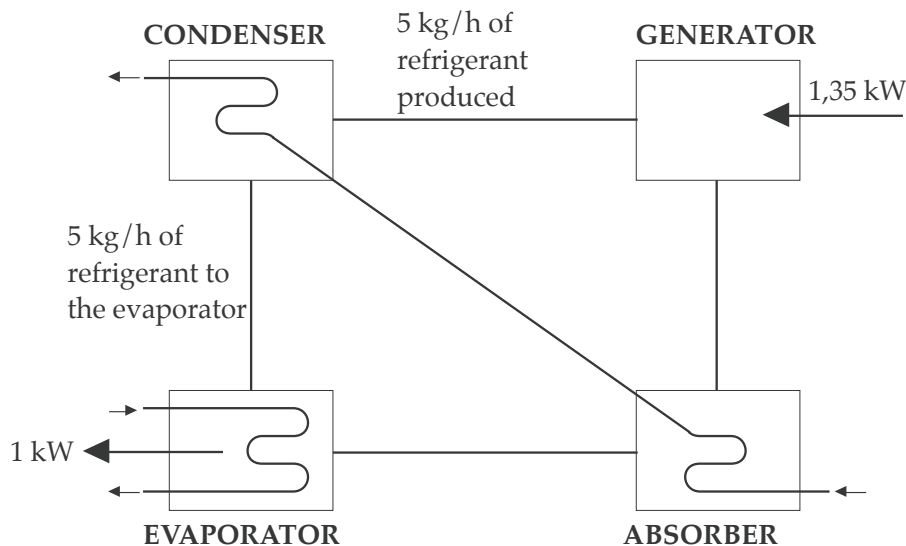 CONDENSER
5 kg/h of
refrigerant
produced
GENERATOR
1,35 kW
5 kg/h of
refrigerant to
the evaporator
1 kW
EVAPORATOR
ABSORBER